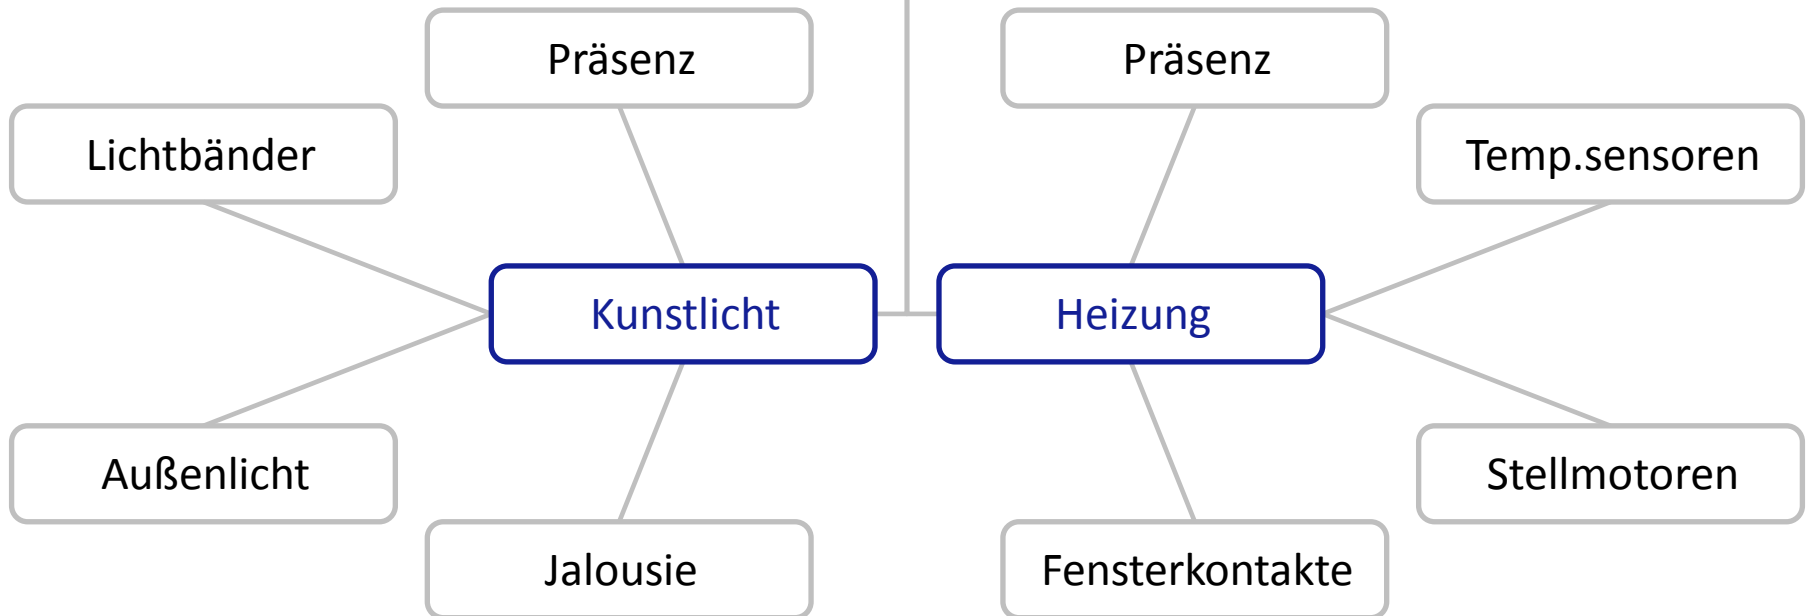 Präsenz
Präsenz
Lichtbänder
Temp.sensoren
Kunstlicht
Heizung
Außenlicht
Stellmotoren
Jalousie
Fensterkontakte